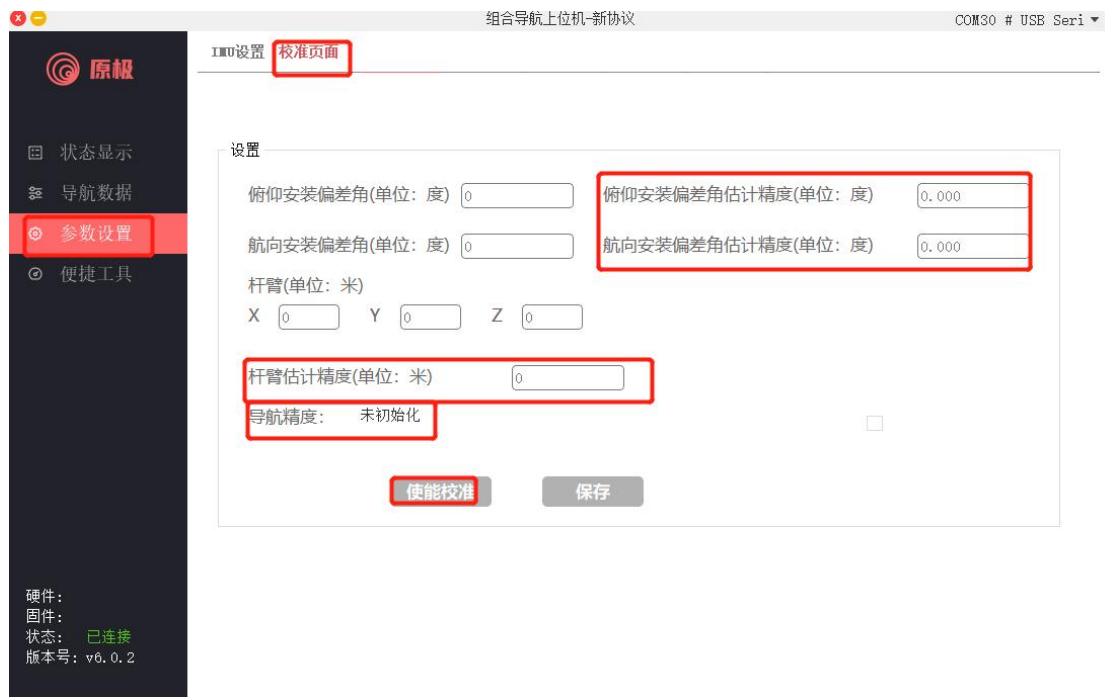 组合导航上位机-新协议
COM30 # USB Seri
原极
IMU设置 校准页面
状态显示
导航数据
参数设置
便捷工具
设置
俯仰安装偏差角(单位: 度) 0 俯仰安装偏差角估计精度(单位: 度) 0.000
航向安装偏差角(单位: 度) 0 航向安装偏差角估计精度(单位: 度) 0.000
杆臂(单位: 米)
X 0 Y 0 Z 0
杆臂估计精度(单位: 米) 0
导航精度: 未初始化
使能校准 保存
硬件:
固件:
状态: 已连接
版本号: v6.0.2